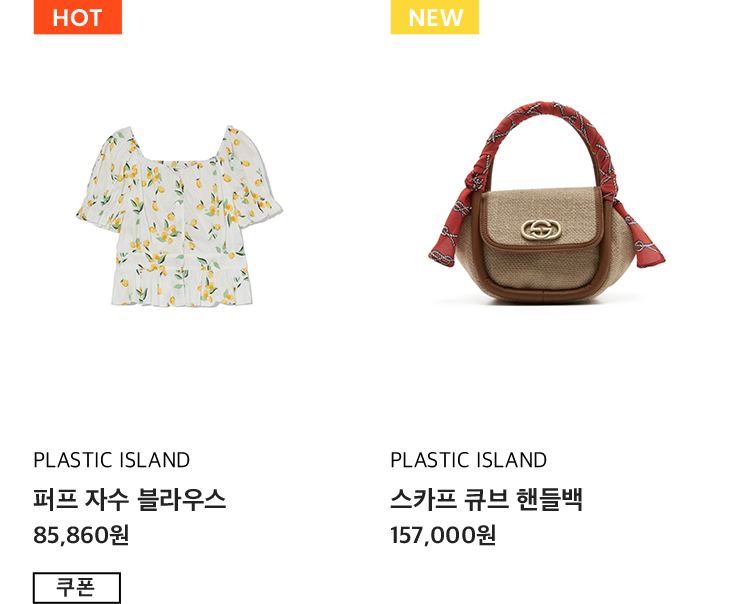 HOT
NEW
PLASTIC ISLAND
퍼프 자수 블라우스
85,860원
쿠폰
PLASTIC ISLAND
스카프 큐브 핸들백
157,000원